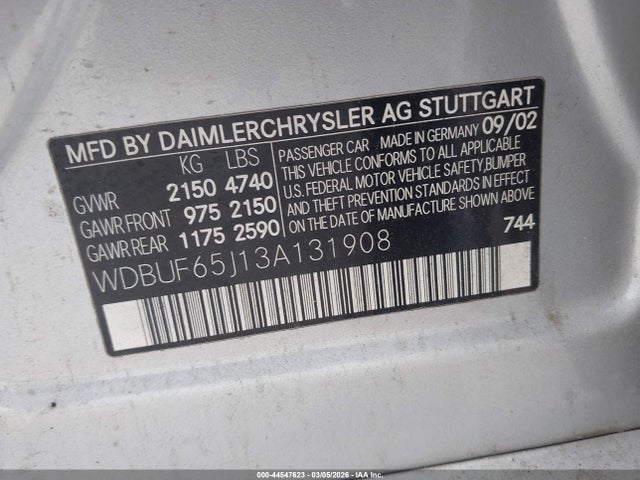 MFD BY DAIMLERCHRYSLER AG STUTTGART
KG LBS
GVWR 2150 4740
GAWR FRONT 975 2150
GAWR REAR 1175 2590
PASSENGER CAR MADE IN GERMANY 09/02
THIS VEHICLE CONFORMS TO ALL APPLICABLE
U.S. FEDERAL MOTOR VEHICLE SAFETY,BUMPER
AND THEFT PREVENTION STANDARDS IN EFFECT
ON THE DATE OF MANUFACTURE SHOWN ABOVE
744
WDBUF65J13A131908
000-44547623 - 03/05/2026 - IAA Inc.